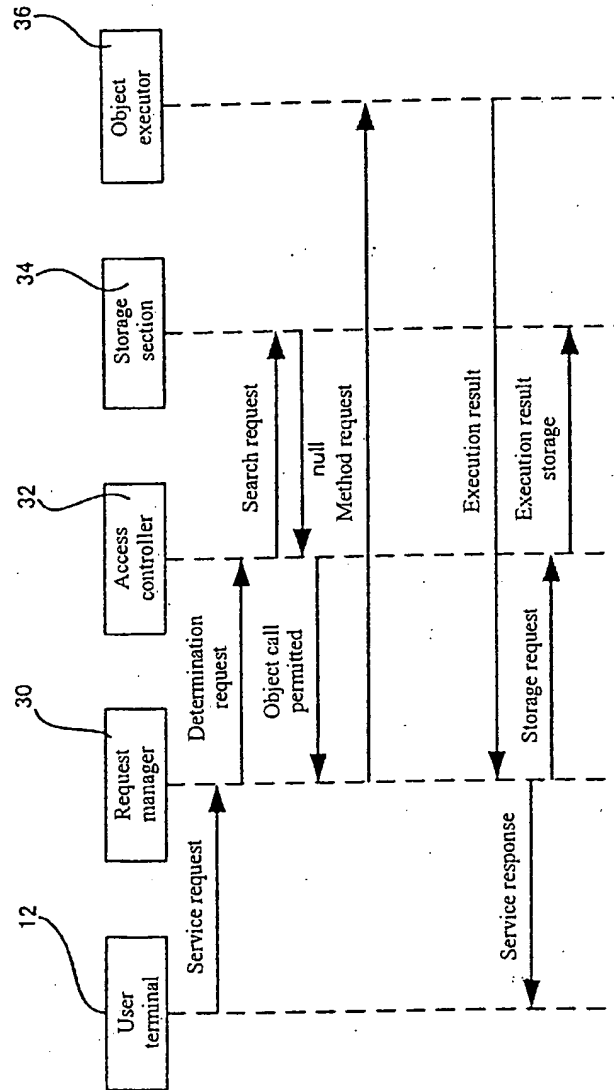 12
User
terminal
30
Request
manager
32
Access
controller
34
Storage
section
36
Object
executor
Service request
Determination
request
Search request
null
Object call
permitted
Method request
Execution result
Service response
Storage request
Execution result
storage